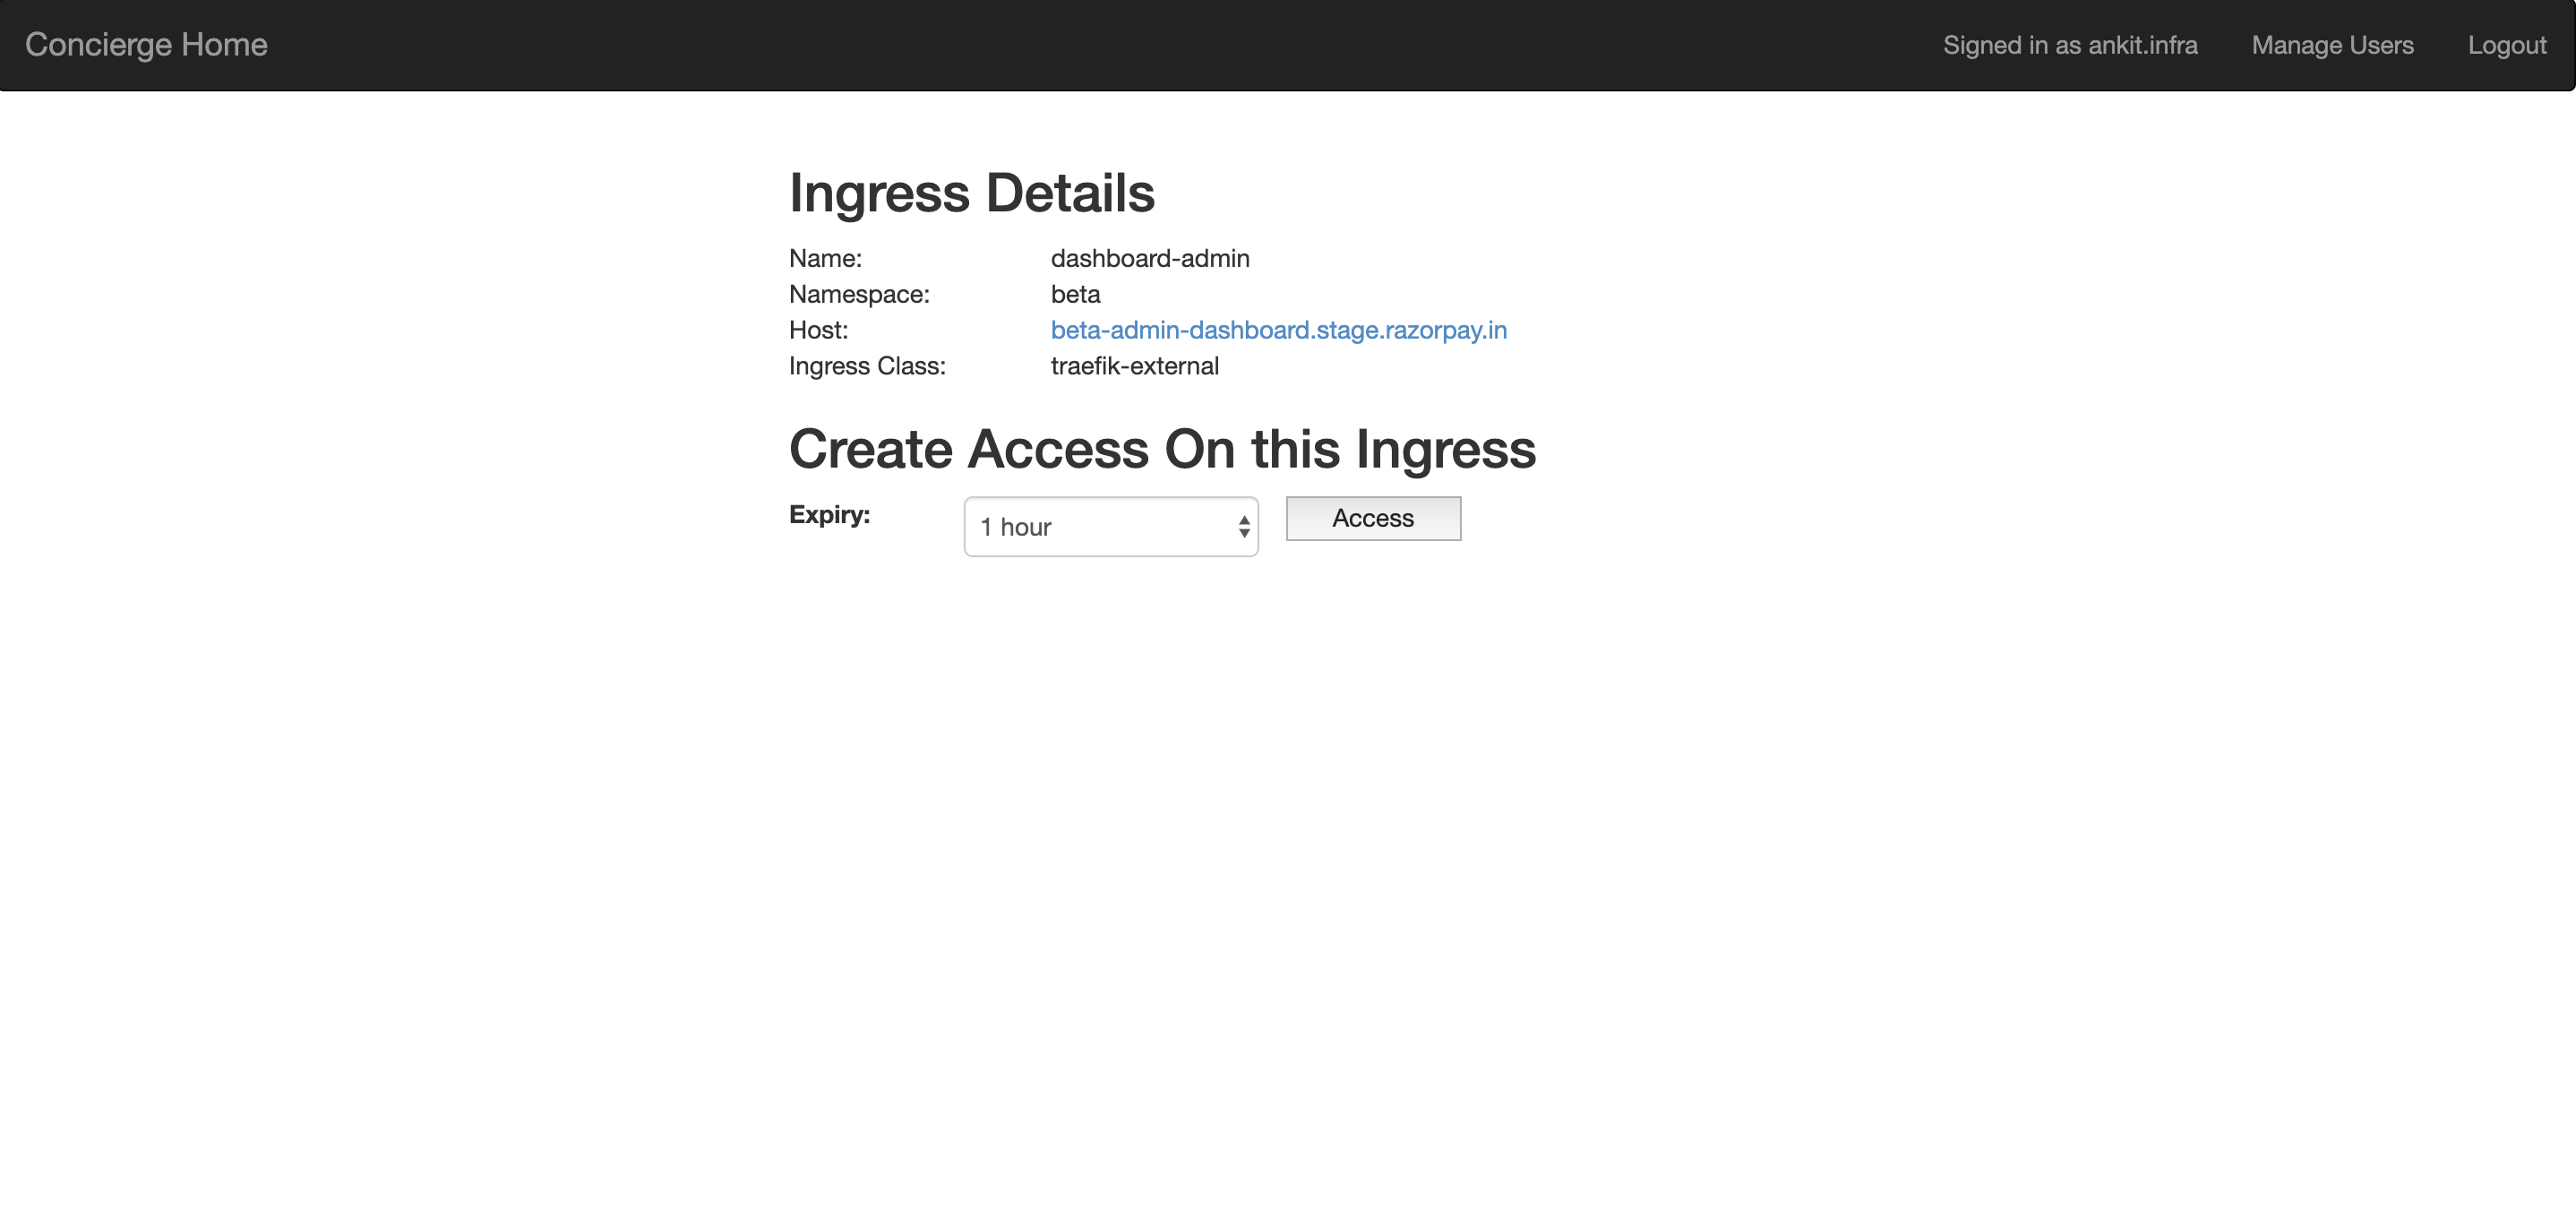 Concierge Home Signed in as ankit.infra Manage Users Logout
Ingress Details
Name: dashboard-admin
Namespace: beta
Host: beta-admin-dashboard.stage.razorpay.in
Ingress Class: traefik-external
Create Access On this Ingress
Expiry: 1 hour Access